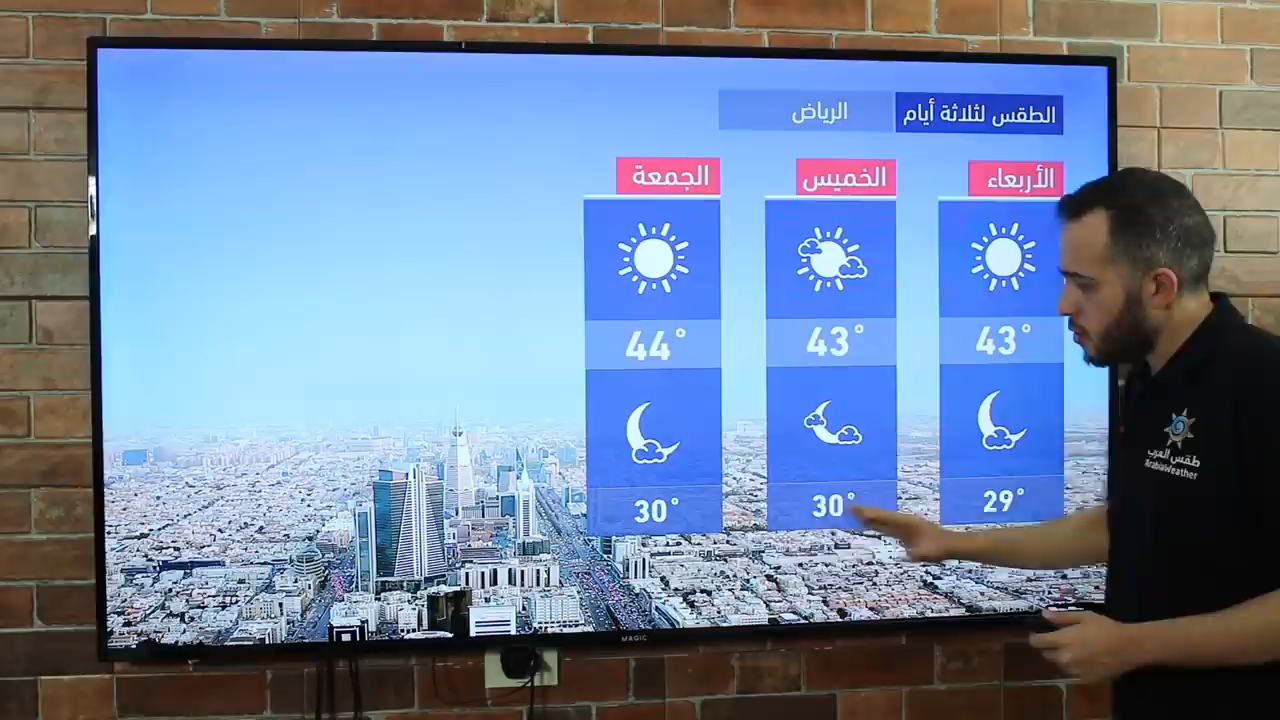 الطقس لثلاثة أيام
الرياض
الأربعاء
الخميس
الجمعة
43°
43°
44°
29°
30°
30°
طقس العرب
ArabiaWeather
MAGIC